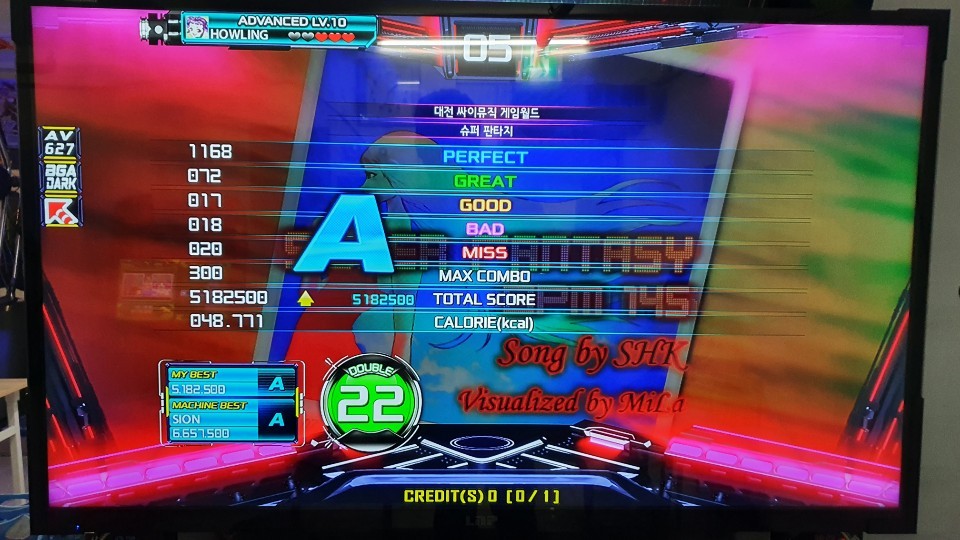 ADVANCED LV.10
HOWLING
05
대전 싸이뮤직 게임월드
슈퍼 판타지
AV
627
BGA
DARK
1168 PERFECT
072 GREAT
017 GOOD
018 BAD
020 MISS
300 MAX COMBO
5182500 5182500 TOTAL SCORE
048.771 CALORIE(kcal)
A
FANTASY
BPM 145
Song by SHK
Visualized by MiLa
MY BEST
5.182.500 A
MACHINE BEST
SION A
6.657.500
DOUBLE
22
CREDIT(S) 0 [0/1]